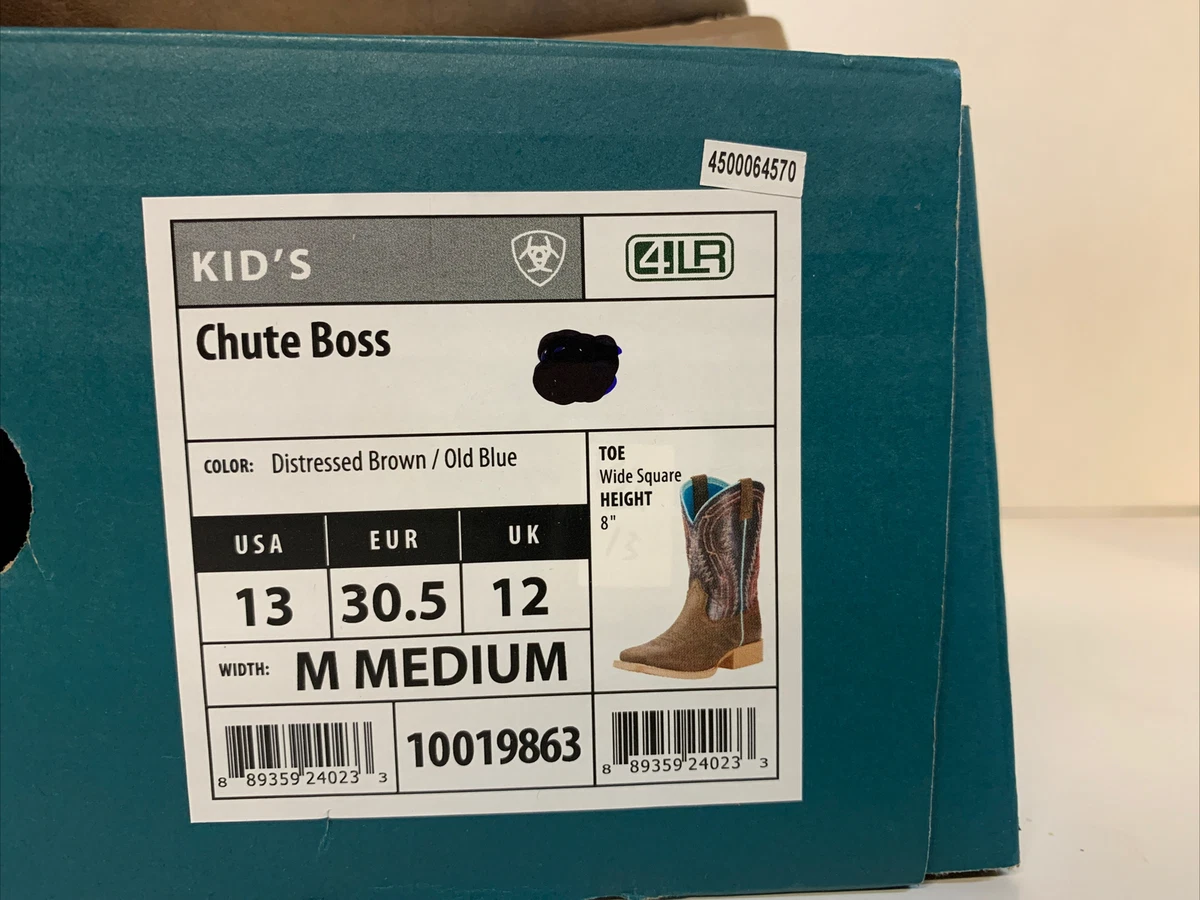 4500064570
KID'S
4LR
Chute Boss
COLOR: Distressed Brown / Old Blue
TOE
Wide Square
HEIGHT
8"
13
USA EUR UK
13 30.5 12
WIDTH: M MEDIUM
8 89359 24023 3
10019863
8 89359 24023 3